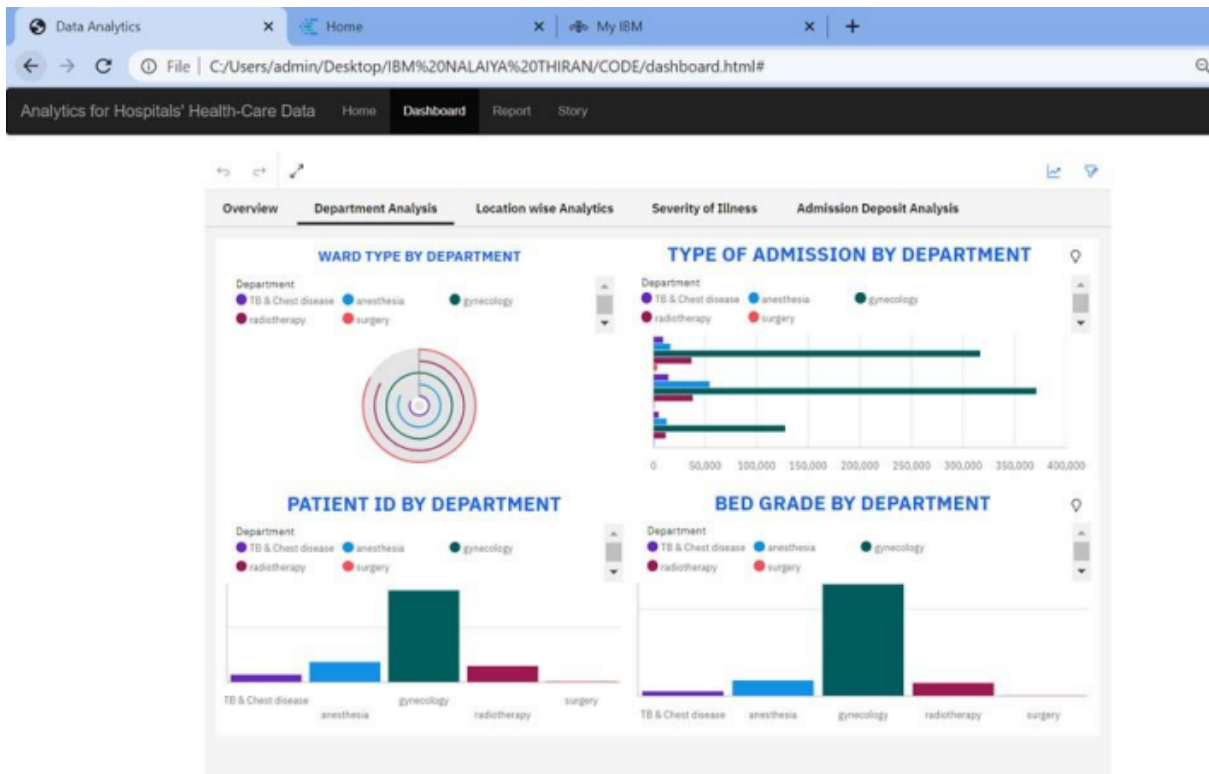 Data Analytics Home My IBM
File C:/Users/admin/Desktop/IBM%20NALAIYA%20THIRAN/CODE/dashboard.html#
Analytics for Hospitals' Health-Care Data Home Dashboard Report Story
Overview Department Analysis Location wise Analytics Severity of Illness Admission Deposit Analysis
WARD TYPE BY DEPARTMENT
Department
TB & Chest disease anesthesia gynecology
radiotherapy surgery
TYPE OF ADMISSION BY DEPARTMENT
Department
TB & Chest disease anesthesia gynecology
radiotherapy surgery
0 50,000 100,000 150,000 200,000 250,000 300,000 350,000 400,000
PATIENT ID BY DEPARTMENT
Department
TB & Chest disease anesthesia gynecology
radiotherapy surgery
TB & Chest disease gynecology surgery
anesthesia radiotherapy
BED GRADE BY DEPARTMENT
Department
TB & Chest disease anesthesia gynecology
radiotherapy surgery
TB & Chest disease anesthesia gynecology radiotherapy surgery